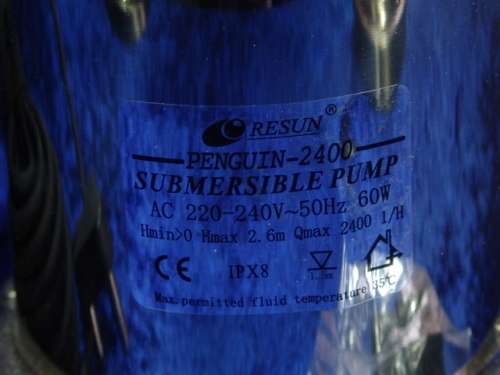 RESUN®
PENGUIN-2400
SUBMERSIBLE PUMP
AC 220-240V~50Hz 60W
Hmin>0 Hmax 2.6m Qmax 2400 l/H
CE IPX8
Max.permitted fluid temperature 35℃